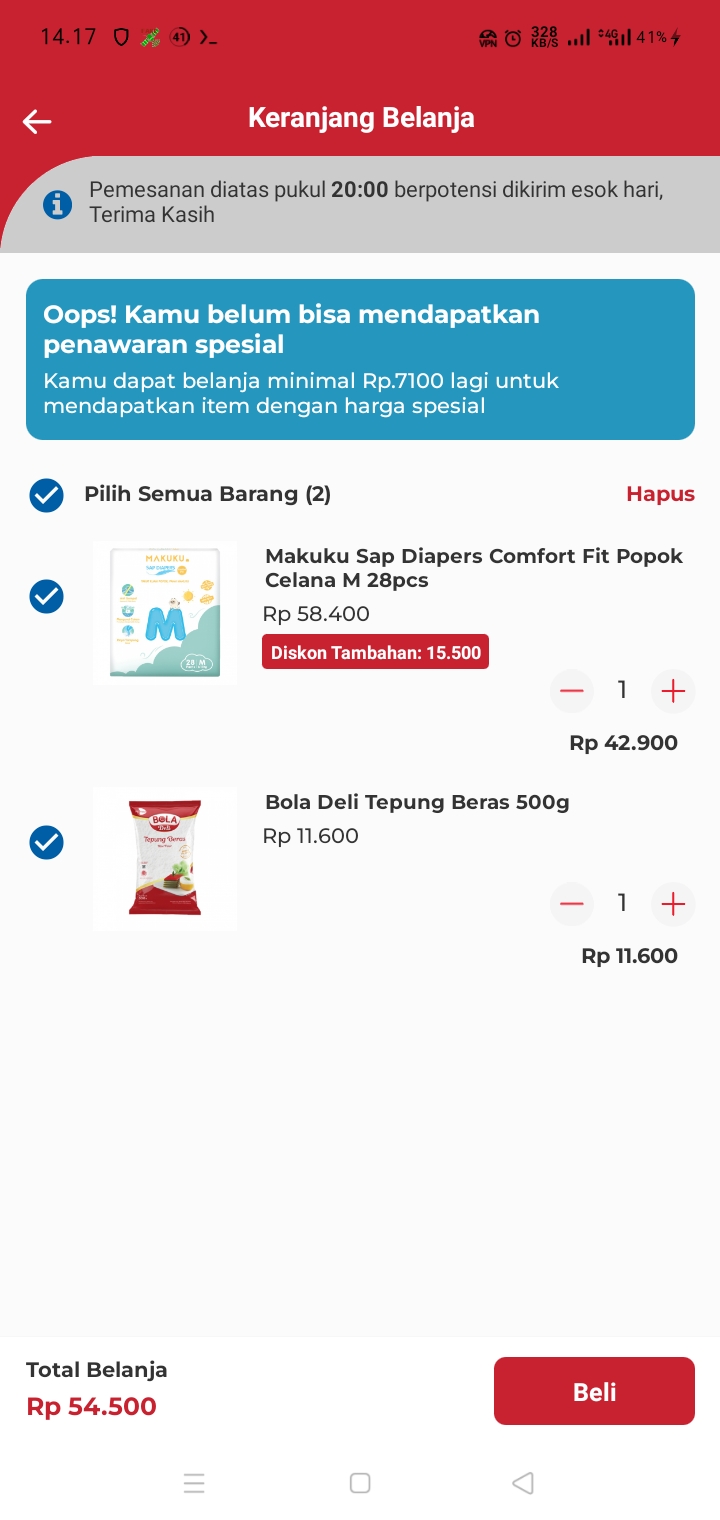 14.17
41
VPN
328
KB/S
4G
41%
Keranjang Belanja
Pemesanan diatas pukul 20:00 berpotensi dikirim esok hari,
Terima Kasih
Oops! Kamu belum bisa mendapatkan
penawaran spesial
Kamu dapat belanja minimal Rp.7100 lagi untuk
mendapatkan item dengan harga spesial
Pilih Semua Barang (2)
Hapus
MAKUKU
SAP DIAPERS
M
28 M
Makuku Sap Diapers Comfort Fit Popok
Celana M 28pcs
Rp 58.400
Diskon Tambahan: 15.500
1
Rp 42.900
BOLA
Deli
Tepung Beras
Bola Deli Tepung Beras 500g
Rp 11.600
1
Rp 11.600
Total Belanja
Rp 54.500
Beli